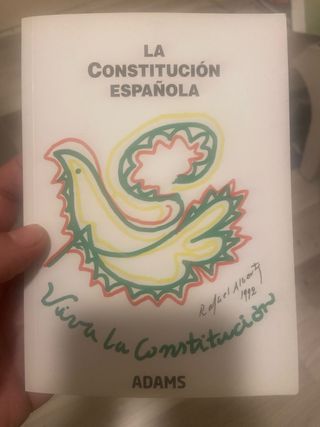 LA
CONSTITUCIÓN
ESPAÑOLA
Rafael Alberti
1992
Viva la Constitución
ADAMS